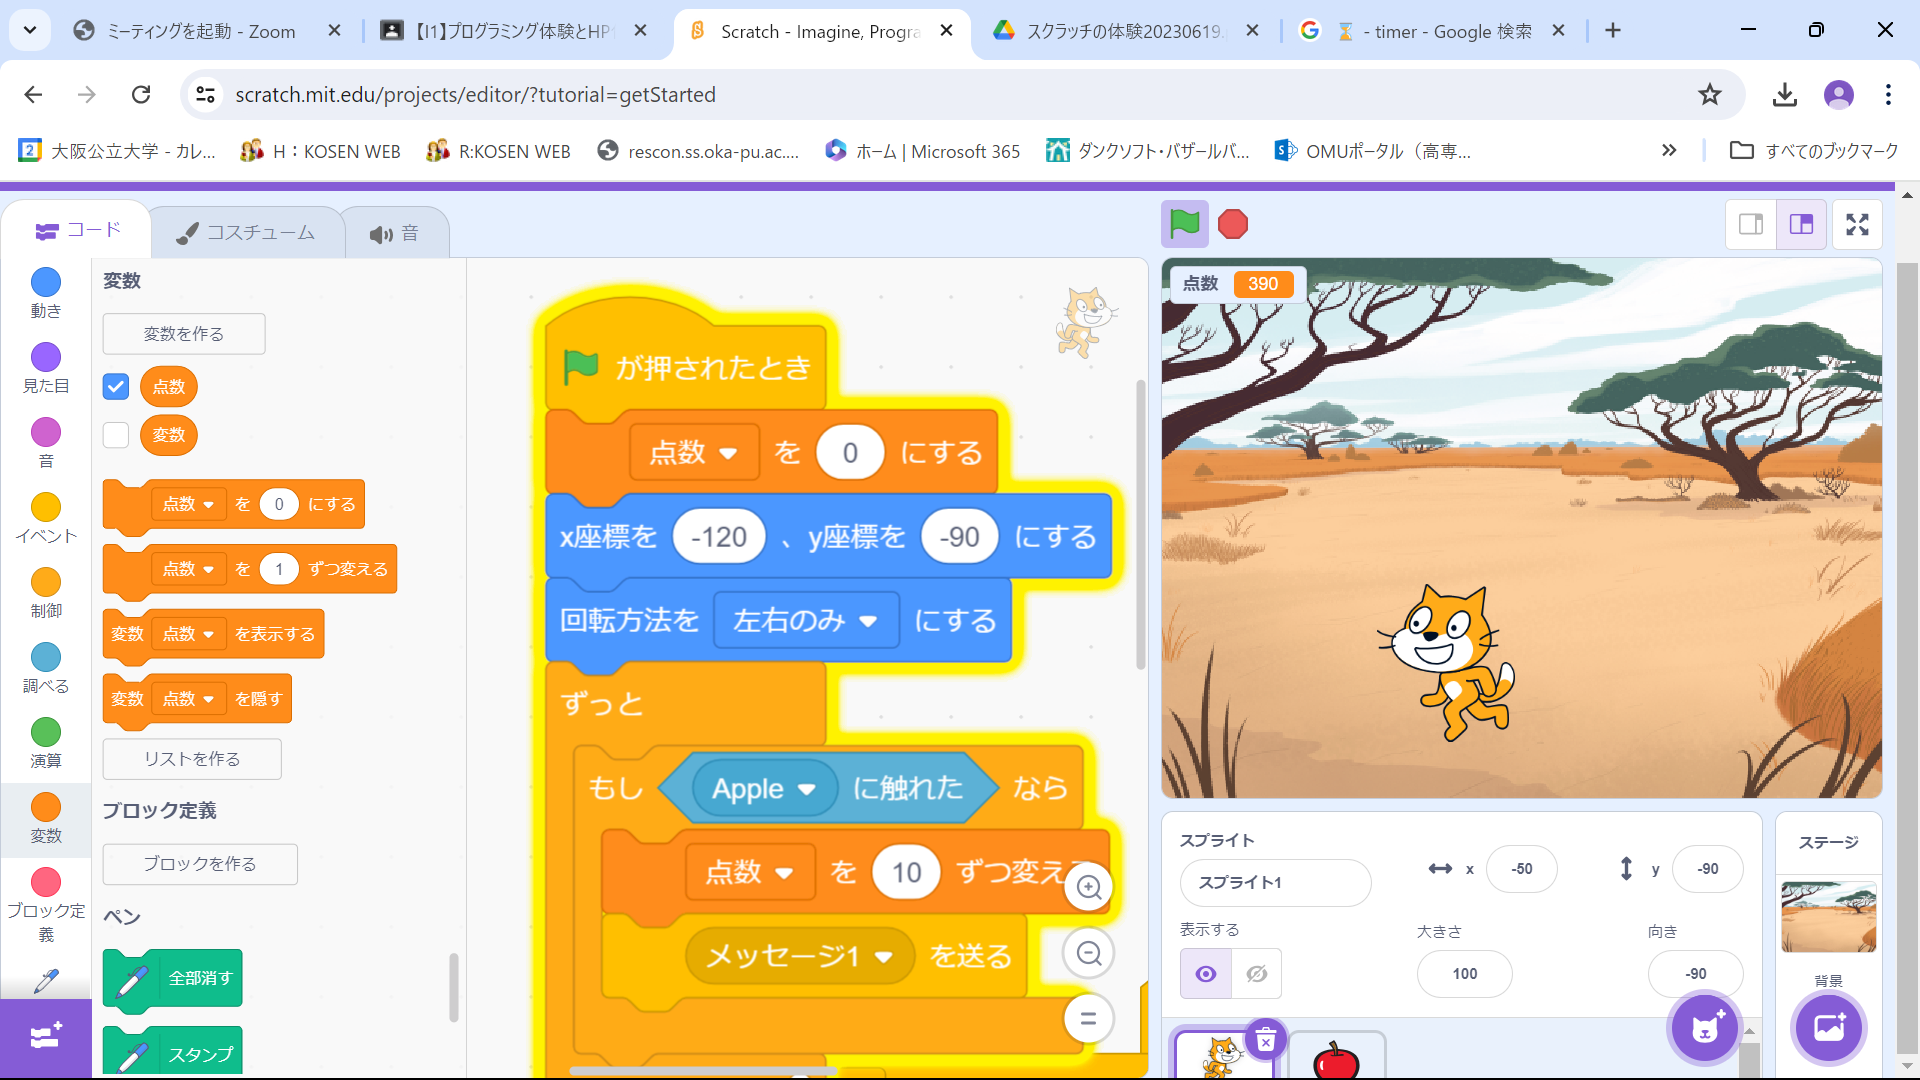 ミーティングを起動 - Zoom
【I1】プログラミング体験とHP
Scratch - Imagine, Progra
スクラッチの体験20230619.
⌛ - timer - Google 検索
scratch.mit.edu/projects/editor/?tutorial=getStarted
大阪公立大学 - カレ...
H：KOSEN WEB
R:KOSEN WEB
rescon.ss.oka-pu.ac....
ホーム | Microsoft 365
ダンクソフト・バザールバ...
OMUポータル（高専...
すべてのブックマーク
コード
コスチューム
音
動き
見た目
音
イベント
制御
調べる
演算
変数
ブロック定
義
変数
変数を作る
点数
変数
点数 を 0 にする
点数 を 1 ずつ変える
変数 点数 を表示する
変数 点数 を隠す
リストを作る
ブロック定義
ブロックを作る
ペン
全部消す
スタンプ
が押されたとき
点数 を 0 にする
x座標を -120 、y座標を -90 にする
回転方法を 左右のみ にする
ずっと
もし Apple に触れた なら
点数 を 10 ずつ変え
メッセージ1 を送る
点数 390
スプライト
スプライト1
x -50
y -90
表示する
大きさ
100
向き
-90
ステージ
背景